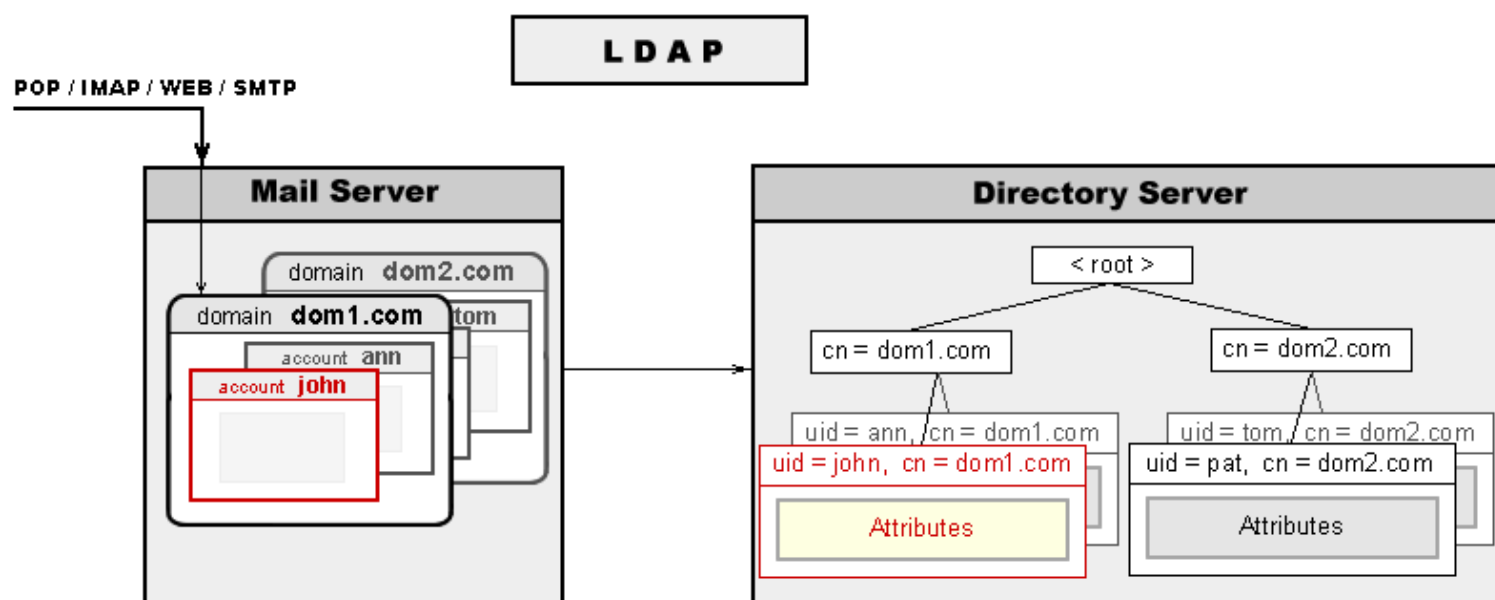 L D A P
POP / IMAP / WEB / SMTP
Mail Server
domain dom2.com
tom
domain dom1.com
account ann
account john
Directory Server
< root >
cn = dom1.com
cn = dom2.com
uid = ann, cn = dom1.com
uid = tom, cn = dom2.com
uid = john, cn = dom1.com
uid = pat, cn = dom2.com
Attributes
Attributes